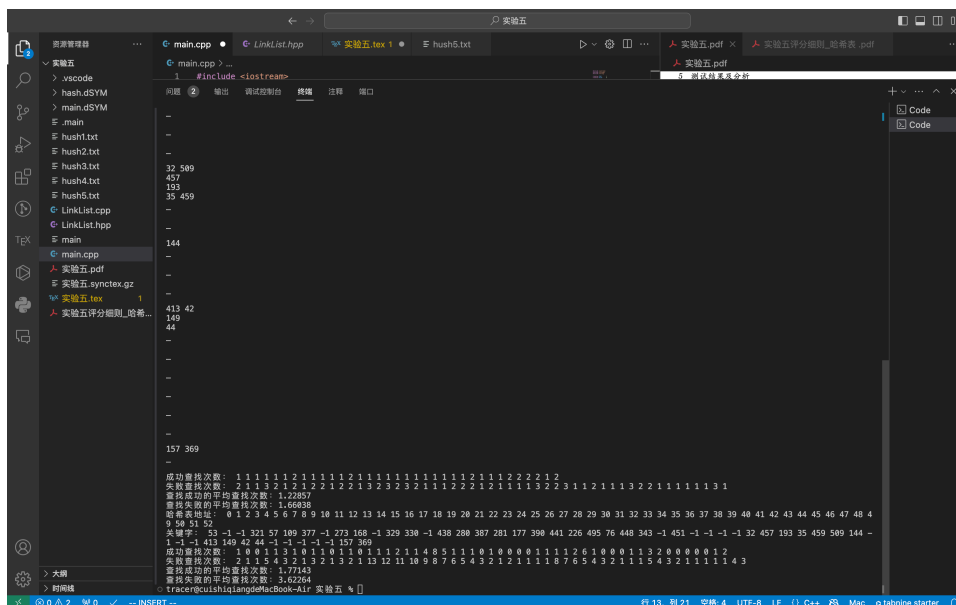 实验五
资源管理器
main.cpp
LinkList.hpp
实验五.tex 1
hush5.txt
实验五.pdf
实验五评分细则_哈希表 .pdf
实验五
main.cpp > ...
实验五.pdf
1 #include <iostream>
5 测试结果及分析
.vscode
hash.dSYM
main.dSYM
.main
hush1.txt
hush2.txt
hush3.txt
hush4.txt
hush5.txt
LinkList.cpp
LinkList.hpp
main
main.cpp
实验五.pdf
实验五.synctex.gz
实验五.tex 1
实验五评分细则_哈希...
大纲
时间线
问题 2 输出 调试控制台 终端 注释 端口
Code
Code
—
—
—
32 509
457
193
35 459
—
—
144
—
—
—
413 42
149
44
—
—
—
—
—
—
157 369
—
成功查找次数: 1 1 1 1 1 1 2 1 1 1 1 1 2 1 1 1 1 1 1 1 1 1 1 1 1 2 1 1 1 2 2 2 2 1 2
失败查找次数: 2 1 1 3 2 1 2 1 2 2 1 2 2 1 3 2 3 2 3 2 1 1 1 2 2 1 2 1 1 1 1 3 2 2 3 1 1 2 1 1 1 3 2 2 1 1 1 1 1 1 3 1
查找成功的平均查找次数: 1.22857
查找失败的平均查找次数: 1.66038
哈希表地址: 0 1 2 3 4 5 6 7 8 9 10 11 12 13 14 15 16 17 18 19 20 21 22 23 24 25 26 27 28 29 30 31 32 33 34 35 36 37 38 39 40 41 42 43 44 45 46 47 48 4
9 50 51 52
关键字: 53 -1 -1 321 57 109 377 -1 273 168 -1 329 330 331 -1 438 280 387 281 177 390 441 226 495 76 448 343 -1 451 -1 -1 -1 -1 32 457 193 35 459 509 144 -
1 -1 -1 413 149 42 44 -1 -1 -1 -1 157 369
成功查找次数: 1 0 0 1 1 3 1 0 1 1 0 1 1 0 1 1 1 2 1 1 4 8 5 1 1 1 0 1 0 0 0 0 1 1 1 1 2 6 1 0 0 0 1 1 3 2 0 0 0 0 1 2
失败查找次数: 2 1 1 5 4 3 2 1 3 2 1 3 2 1 13 12 11 10 9 8 7 6 5 4 3 2 1 2 1 1 1 1 8 7 6 5 4 3 2 1 1 1 5 4 3 2 1 1 1 1 1 4 3
查找成功的平均查找次数: 1.77143
查找失败的平均查找次数: 3.62264
tracer@cuishiqiangdeMacBook-Air 实验五 %
0 2 0 -- INSERT -- 行 13, 列 21 空格: 4 UTF-8 LF {} C++ Mac tabnine starter